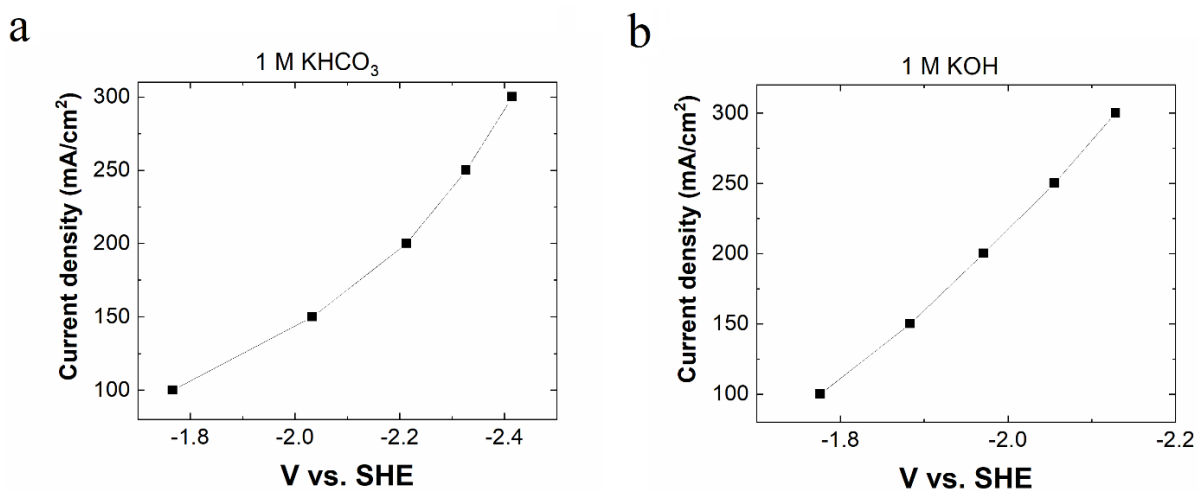 a
1 M KHCO₃
Current density (mA/cm²)
300
250
200
150
100
-1.8
-2.0
-2.2
-2.4
V vs. SHE
b
1 M KOH
Current density (mA/cm²)
300
250
200
150
100
-1.8
-2.0
-2.2
V vs. SHE